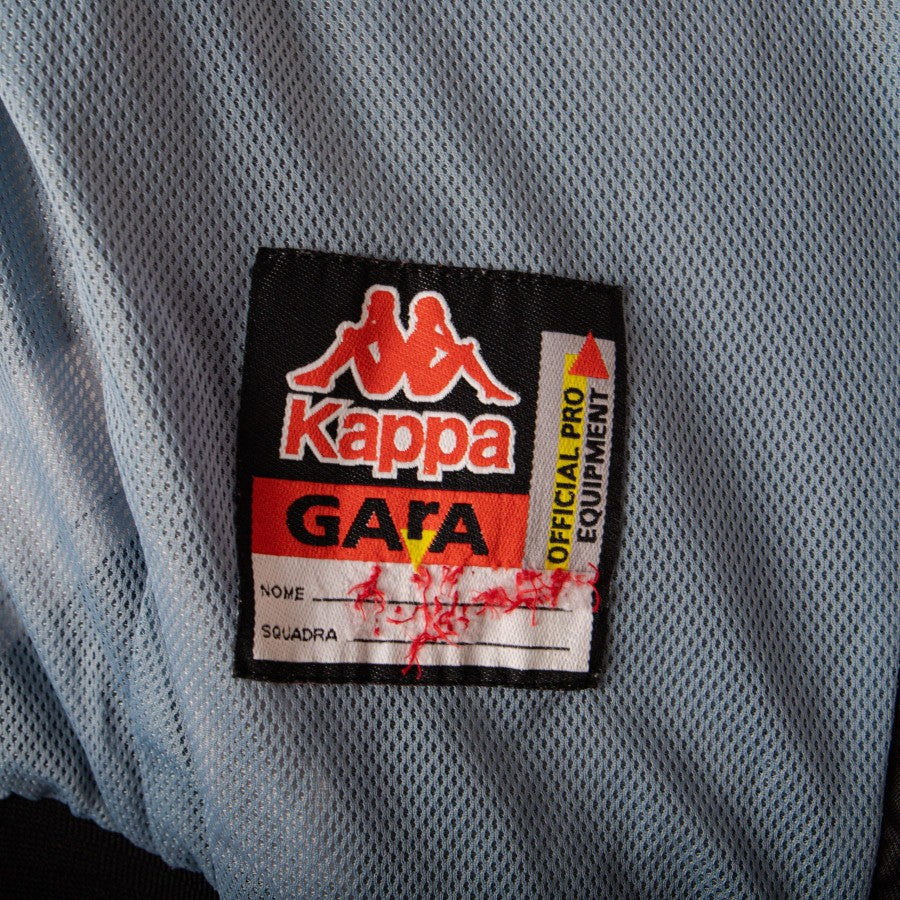 Kappa
GArA
OFFICIAL PRO
EQUIPMENT
NOME
SQUADRA